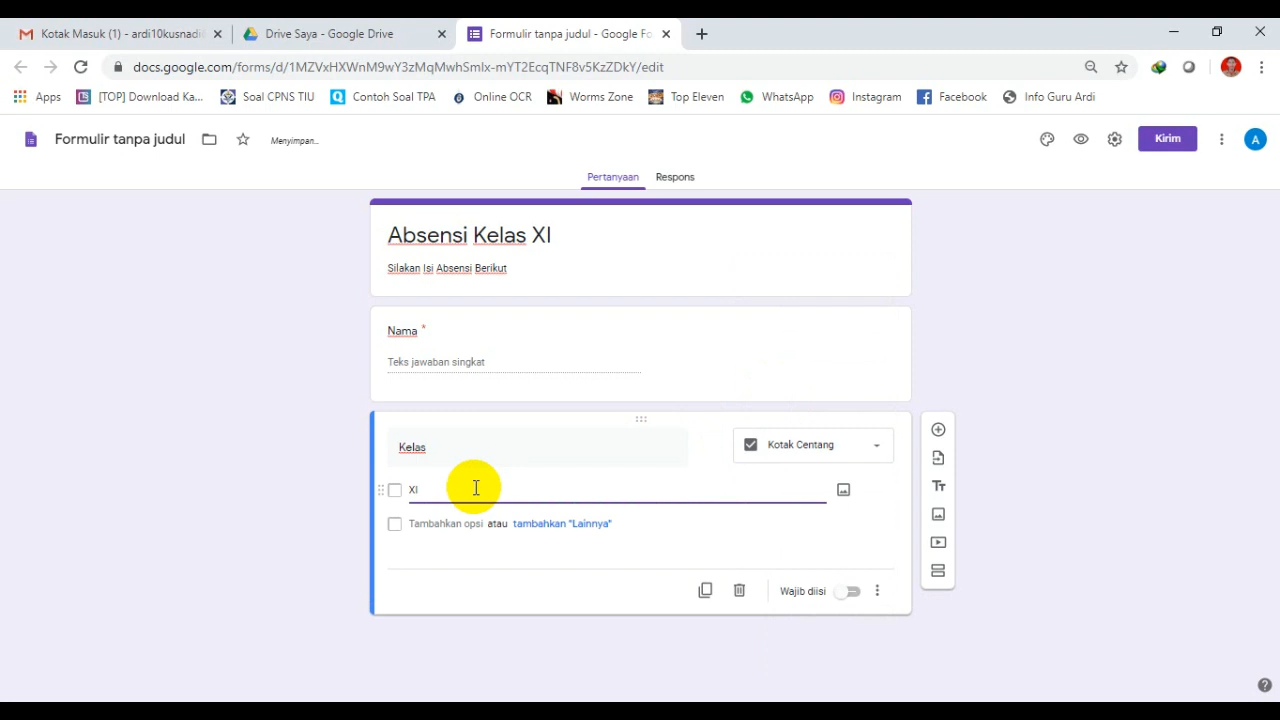 Kotak Masuk (1) - ardi10kusnadi
Drive Saya - Google Drive
Formulir tanpa judul - Google Fo
docs.google.com/forms/d/1MZVxHXWnM9wY3zMqMwhSmlx-mYT2EcqTNF8v5KzZDkY/edit
Apps
[TOP] Download Ka...
Soal CPNS TIU
Contoh Soal TPA
Online OCR
Worms Zone
Top Eleven
WhatsApp
Instagram
Facebook
Info Guru Ardi
Formulir tanpa judul
Menyimpan...
Kirim
A
Pertanyaan
Respons
Absensi Kelas XI
Silakan Isi Absensi Berikut
Nama *
Teks jawaban singkat
Kelas
Kotak Centang
XI
Tambahkan opsi atau tambahkan "Lainnya"
Wajib diisi